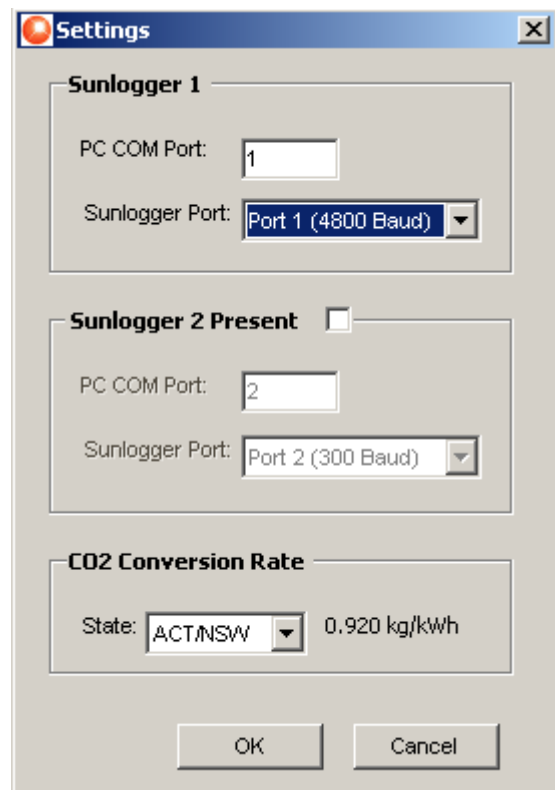 Settings
Sunlogger 1
PC COM Port: 1
Sunlogger Port: Port 1 (4800 Baud)
Sunlogger 2 Present
PC COM Port: 2
Sunlogger Port: Port 2 (300 Baud)
CO2 Conversion Rate
State: ACT/NSW 0.920 kg/kWh
OK Cancel